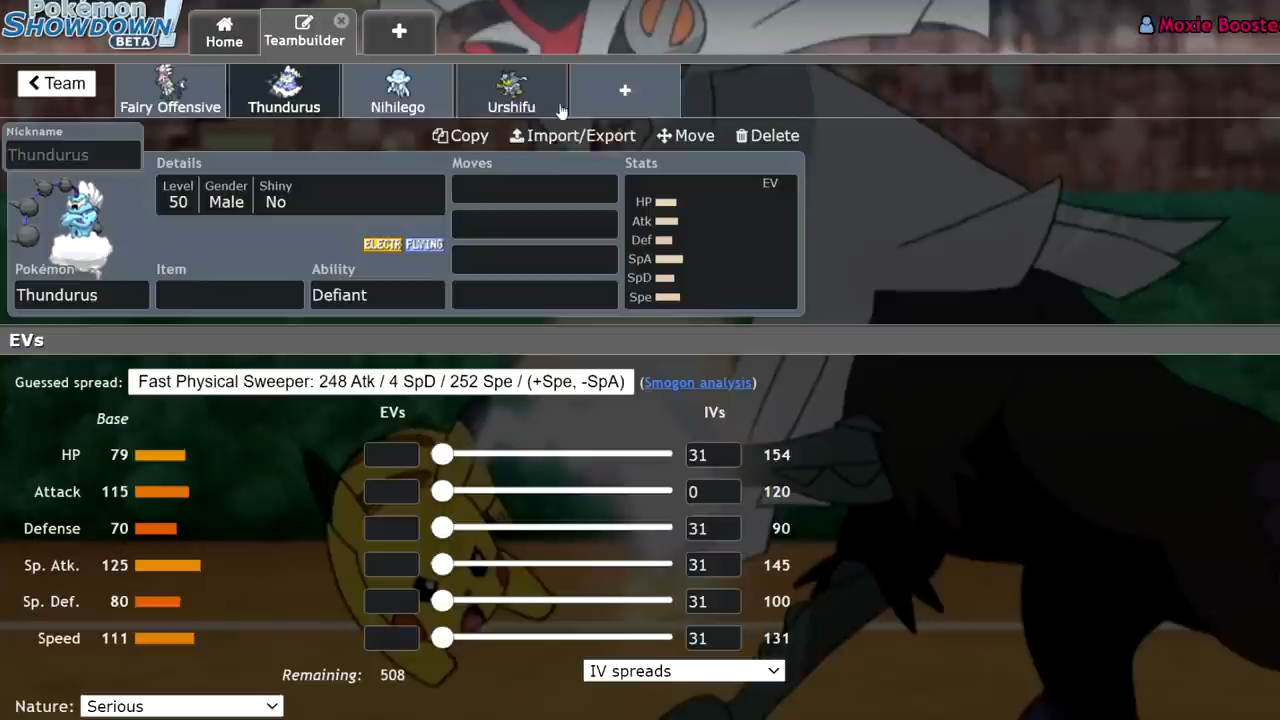 Pokémon
SHOWDOWN!
BETA
Home
Teambuilder
+
Moxie Booste
Team
Fairy Offensive
Thundurus
Nihilego
Urshifu
+
Nickname
Thundurus
Copy
Import/Export
Move
Delete
Details
Moves
Stats
Level
Gender
Shiny
50
Male
No
EV
HP
Atk
Def
SpA
SpD
Spe
ELECTR
FLYING
Pokémon
Item
Ability
Thundurus
Defiant
EVs
Guessed spread: Fast Physical Sweeper: 248 Atk / 4 SpD / 252 Spe / (+Spe, -SpA) (Smogon analysis)
Base
EVs
IVs
HP 79 31 154
Attack 115 0 120
Defense 70 31 90
Sp. Atk. 125 31 145
Sp. Def. 80 31 100
Speed 111 31 131
Remaining: 508
IV spreads
Nature: Serious